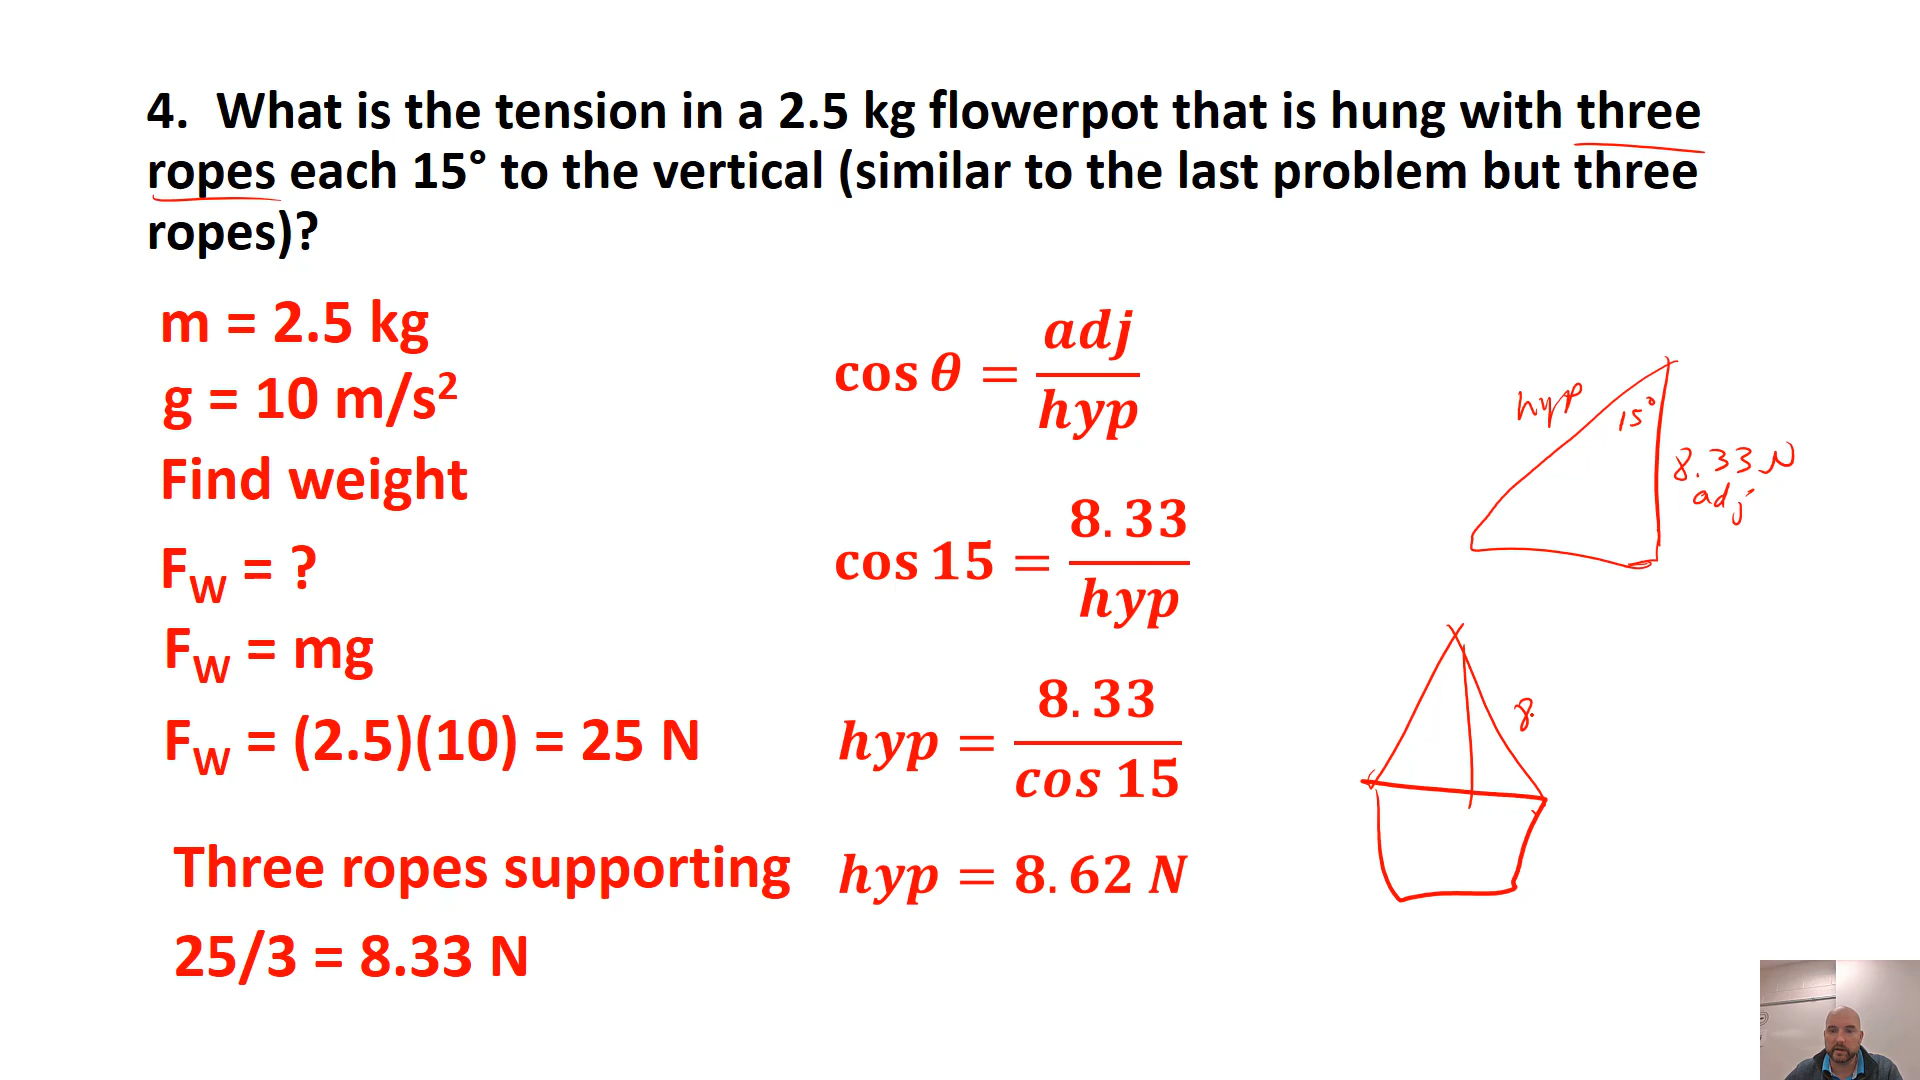 4. What is the tension in a 2.5 kg flowerpot that is hung with three
ropes each 15° to the vertical (similar to the last problem but three
ropes)?
m = 2.5 kg
g = 10 m/s²
Find weight
F_W = ?
F_W = mg
F_W = (2.5)(10) = 25 N
Three ropes supporting
25/3 = 8.33 N
cos θ = adj/hyp
cos 15 = 8.33/hyp
hyp = 8.33/cos 15
hyp = 8.62 N
hyp
15°
8.33 N
adj
8.